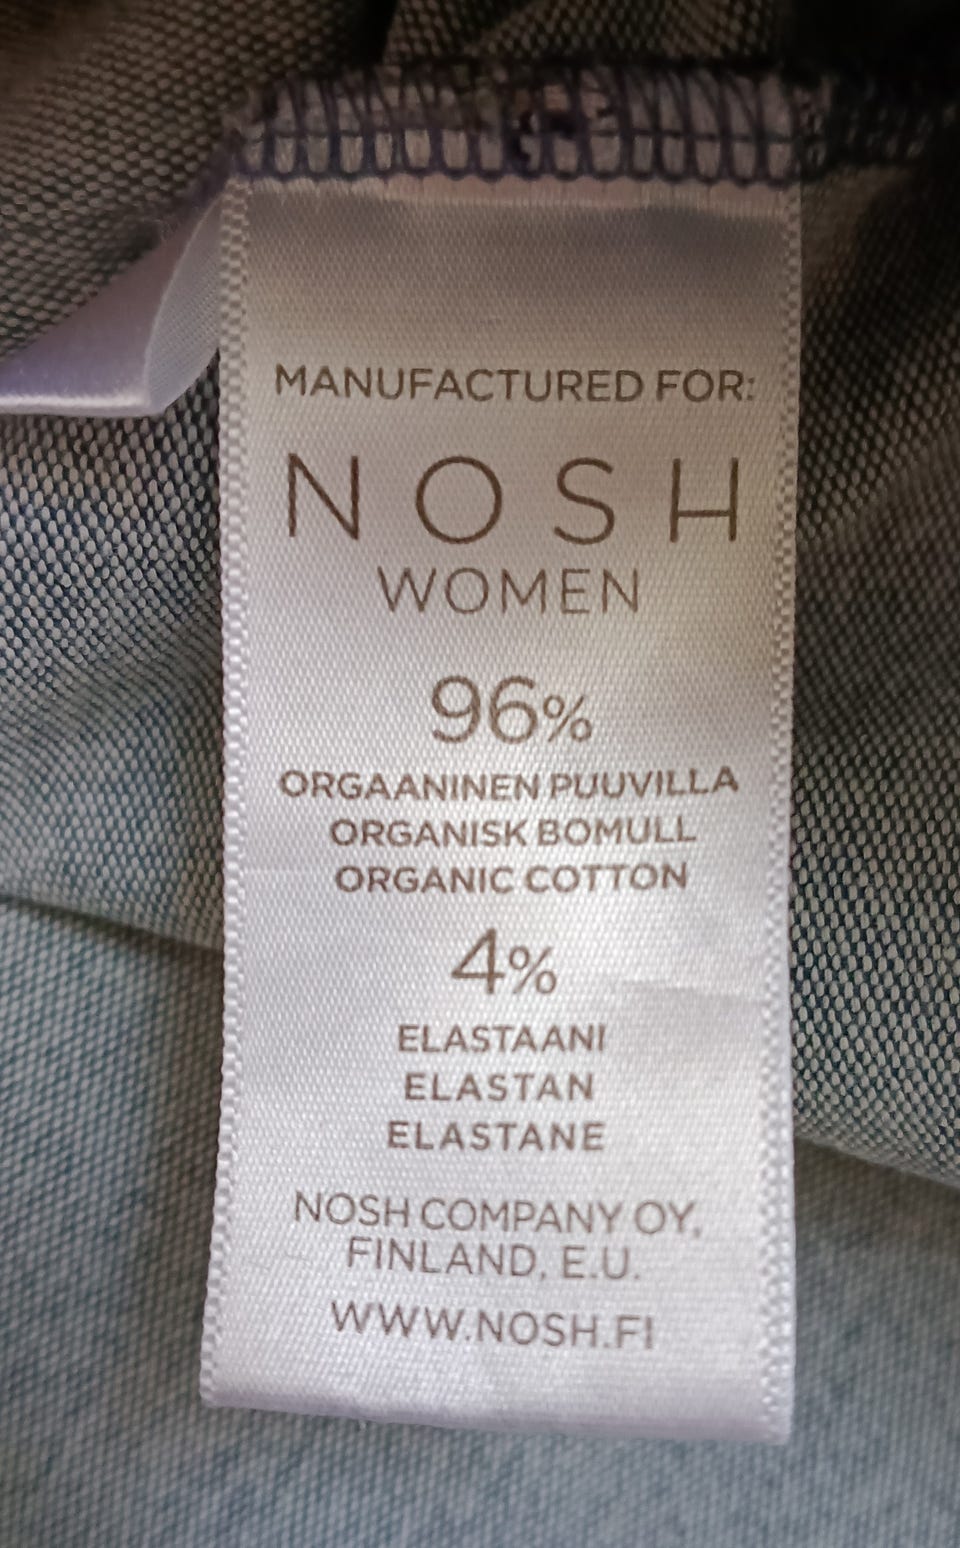 MANUFACTURED FOR:
NOSH
WOMEN
96%
ORGAANINEN PUUVILLA
ORGANISK BOMULL
ORGANIC COTTON
4%
ELASTAANI
ELASTAN
ELASTANE
NOSH COMPANY OY,
FINLAND, E.U.
WWW.NOSH.FI